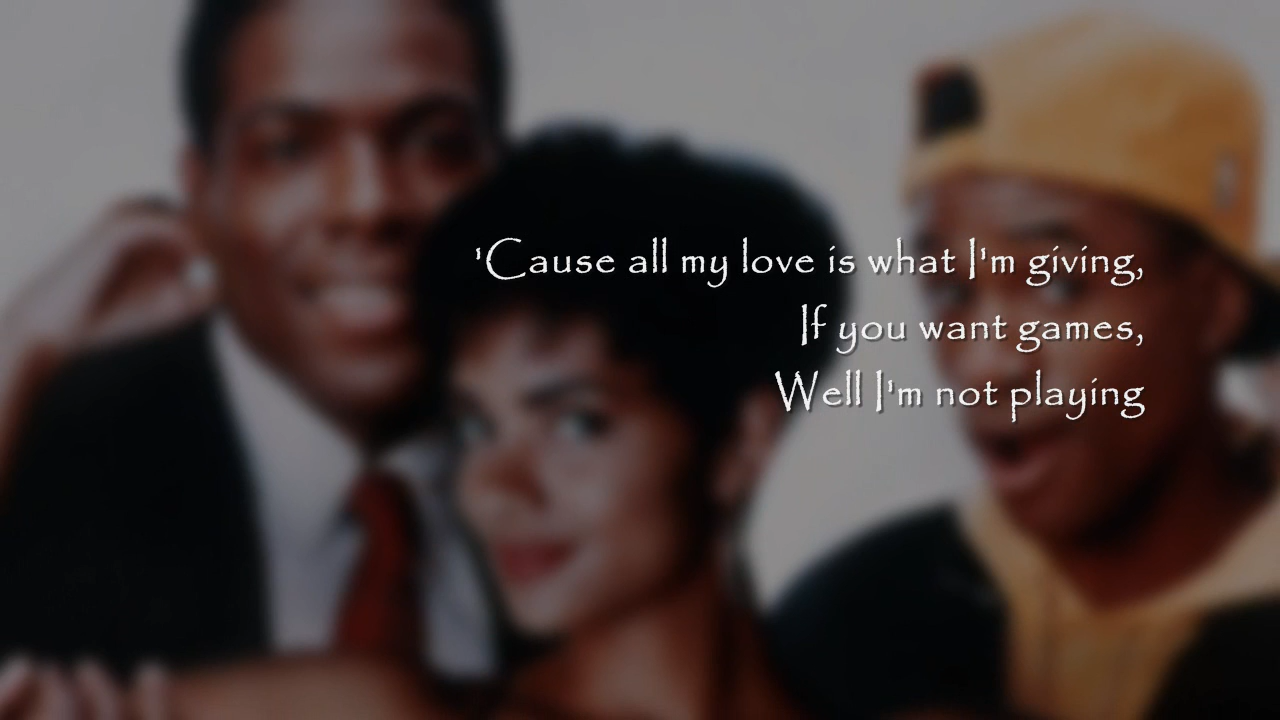 'Cause all my love is what I'm giving,
If you want games,
Well I'm not playing